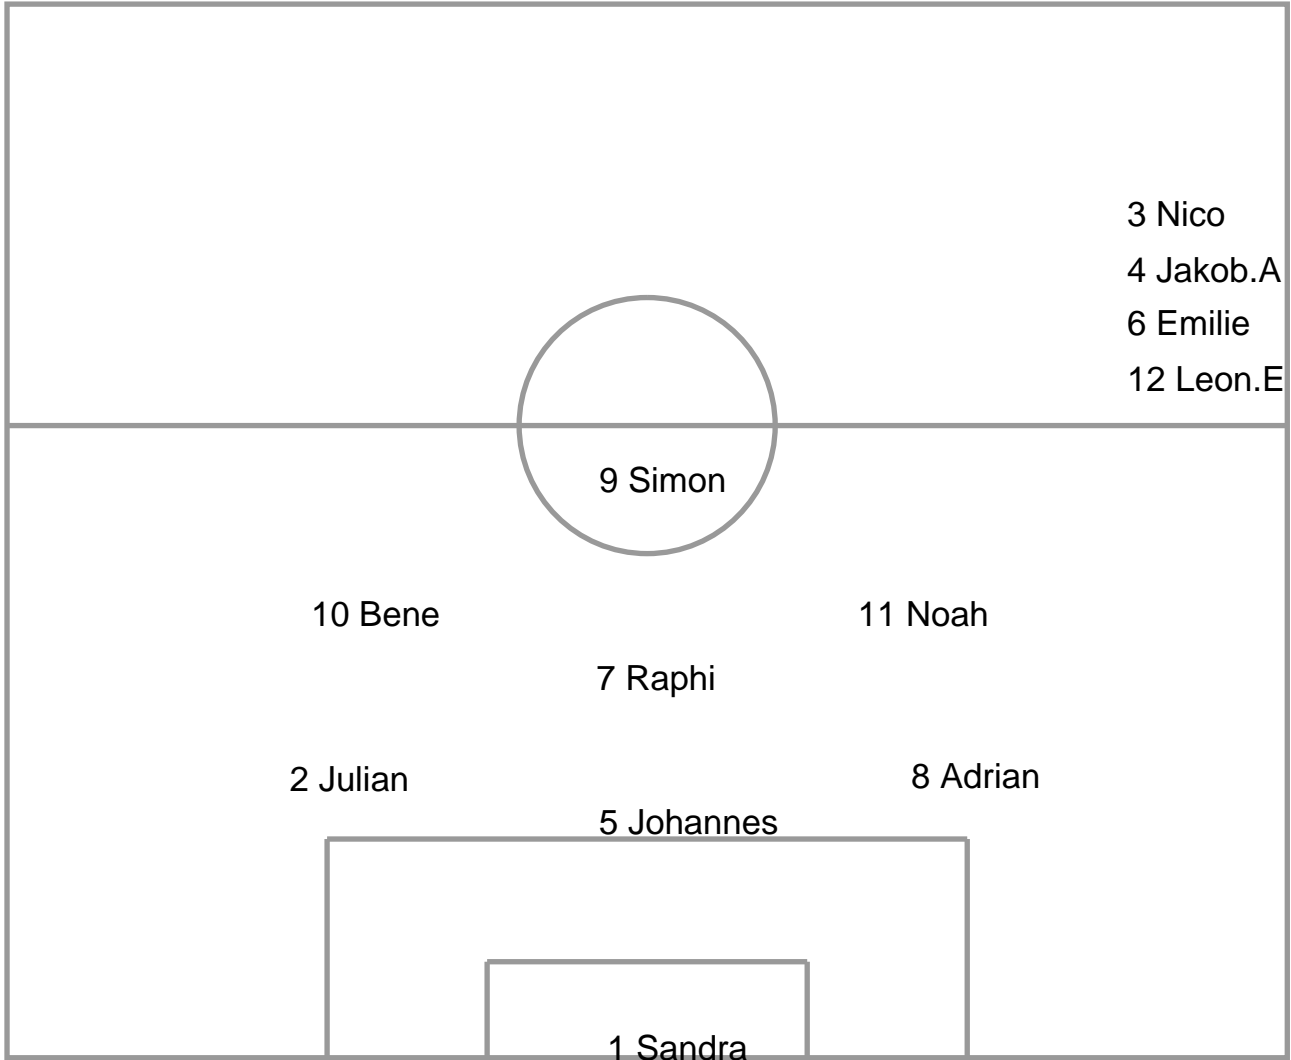 3 Nico
4 Jakob.A
6 Emilie
12 Leon.E
9 Simon
10 Bene
11 Noah
7 Raphi
2 Julian
8 Adrian
5 Johannes
1 Sandra